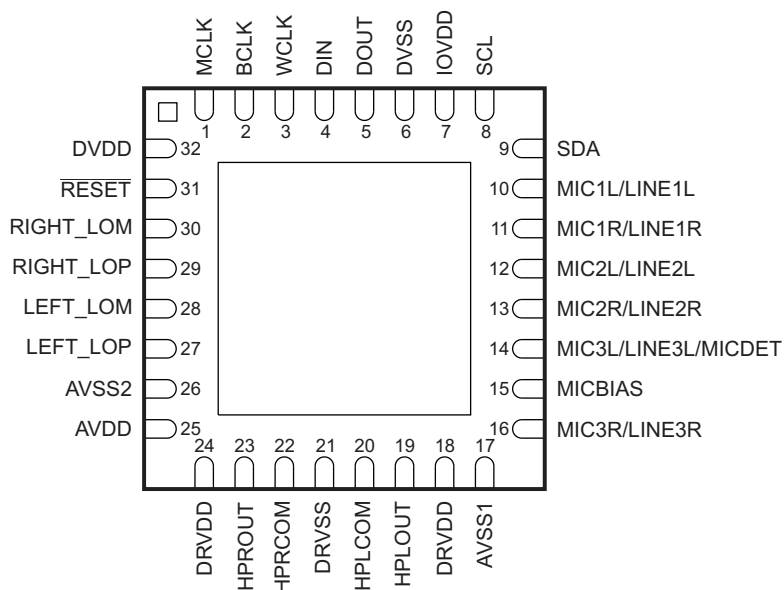 MCLK
BCLK
WCLK
DIN
DOUT
DVSS
IOVDD
SCL
1
2
3
4
5
6
7
8
DVDD 32
RESET 31
RIGHT_LOM 30
RIGHT_LOP 29
LEFT_LOM 28
LEFT_LOP 27
AVSS2 26
AVDD 25
9 SDA
10 MIC1L/LINE1L
11 MIC1R/LINE1R
12 MIC2L/LINE2L
13 MIC2R/LINE2R
14 MIC3L/LINE3L/MICDET
15 MICBIAS
16 MIC3R/LINE3R
24
23
22
21
20
19
18
17
DRVDD
HPROUT
HPRCOM
DRVSS
HPLCOM
HPLOUT
DRVDD
AVSS1